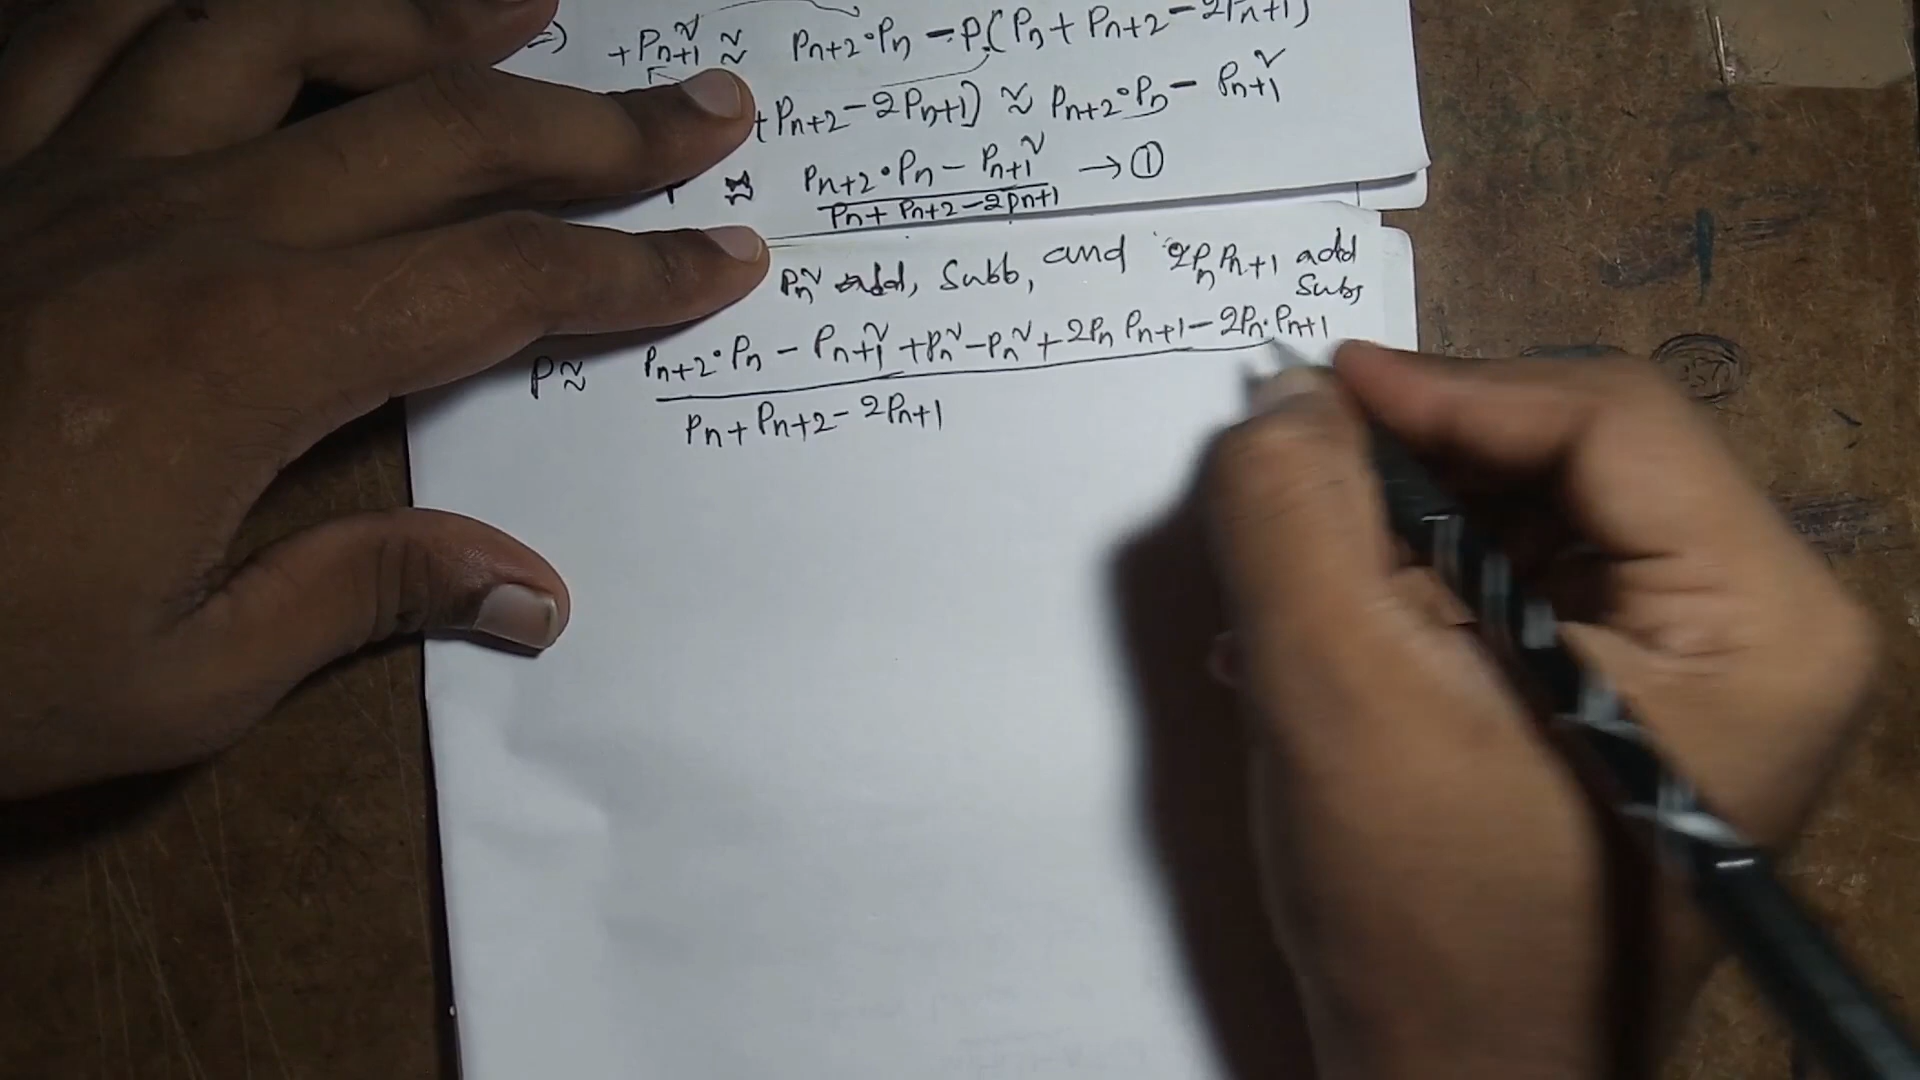 =) +Pn+1² ≈ Pn+2·Pn - P(Pn + Pn+2 - 2Pn+1)
+Pn+2 - 2Pn+1) ≈ Pn+2·Pn - Pn+1²
P ≈ Pn+2·Pn - Pn+1² / Pn + Pn+2 - 2Pn+1 → ①
Pn² add, Subb, and 2PnPn+1 add Subs
P ≈ Pn+2·Pn - Pn+1² + Pn² - Pn² + 2Pn Pn+1 - 2Pn·Pn+1 / Pn + Pn+2 - 2Pn+1